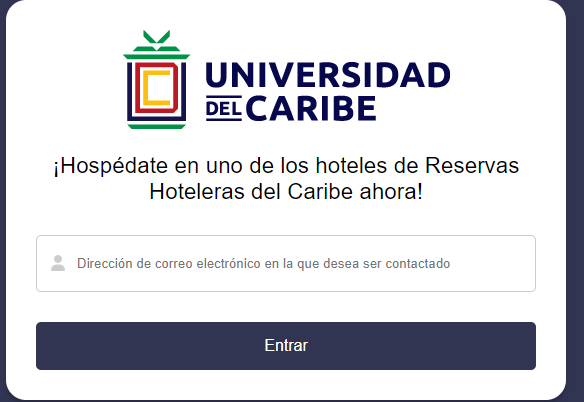 UNIVERSIDAD
DEL CARIBE
¡Hospédate en uno de los hoteles de Reservas
Hoteleras del Caribe ahora!
Dirección de correo electrónico en la que desea ser contactado
Entrar